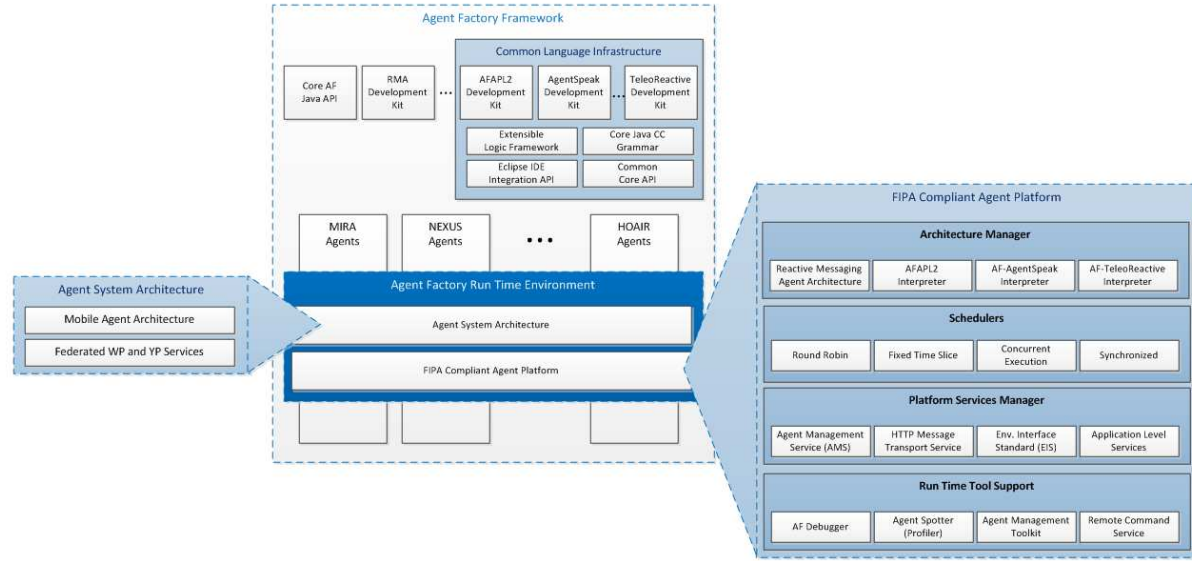 Agent Factory Framework
Common Language Infrastructure
Core AF
Java API
RMA
Development
Kit
...
AFAPL2
Development
Kit
AgentSpeak
Development
Kit
...
TeleoReactive
Development
Kit
Extensible
Logic Framework
Core Java CC
Grammar
Eclipse IDE
Integration API
Common
Core API
MIRA
Agents
NEXUS
Agents
...
HOAIR
Agents
Agent Factory Run Time Environment
Agent System Architecture
FIPA Compliant Agent Platform
Agent System Architecture
Mobile Agent Architecture
Federated WP and YP Services
FIPA Compliant Agent Platform
Architecture Manager
Reactive Messaging
Agent Architecture
AFAPL2
Interpreter
AF-AgentSpeak
Interpreter
AF-TeleoReactive
Interpreter
Schedulers
Round Robin
Fixed Time Slice
Concurrent
Execution
Synchronized
Platform Services Manager
Agent Management
Service (AMS)
HTTP Message
Transport Service
Env. Interface
Standard (EIS)
Application Level
Services
Run Time Tool Support
AF Debugger
Agent Spotter
(Profiler)
Agent Management
Toolkit
Remote Command
Service